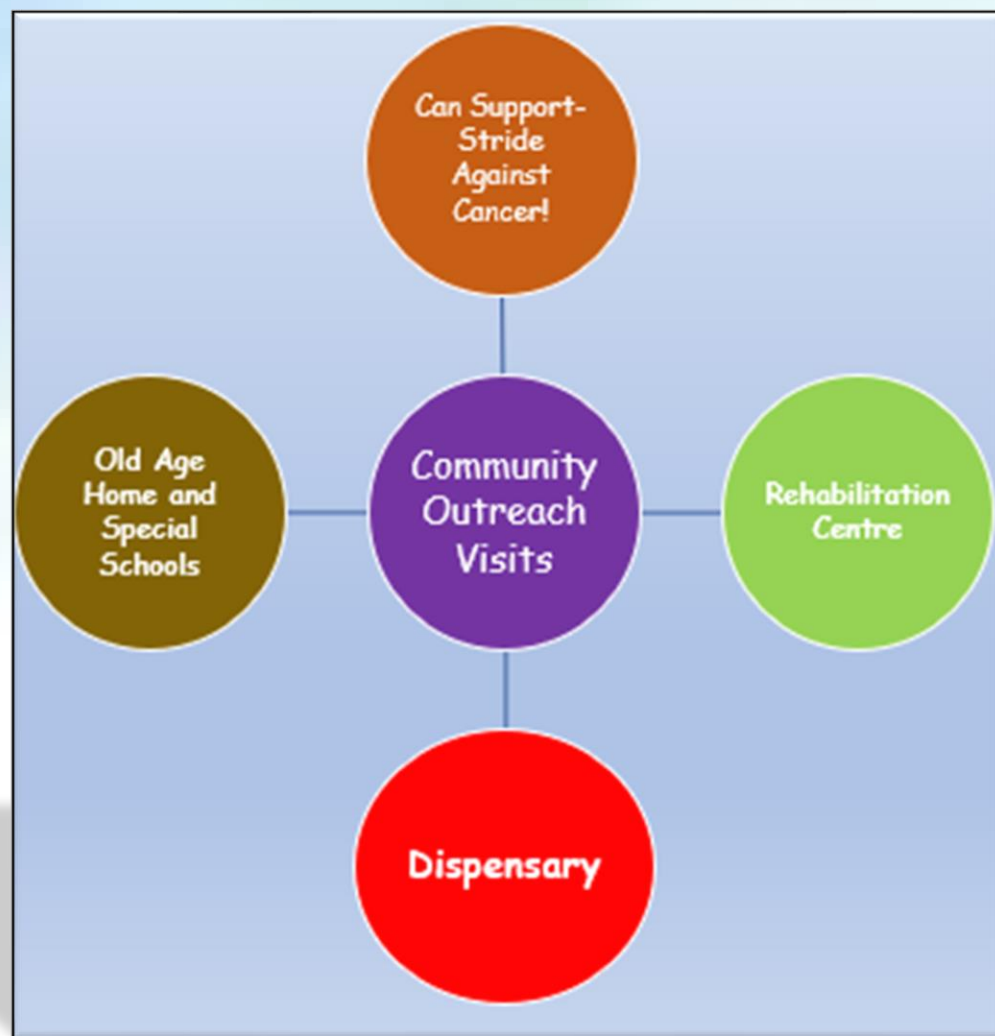 Can Support-
Stride
Against
Cancer!
Old Age
Home and
Special
Schools
Community
Outreach
Visits
Rehabilitation
Centre
Dispensary